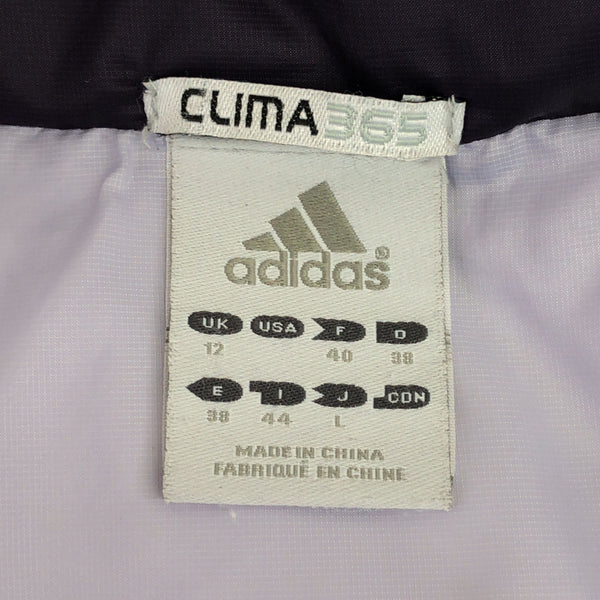 CLIMA365
adidas®
UK USA F D
12 40 38
E I J CDN
38 44 L
MADE IN CHINA
FABRIQUÉ EN CHINE